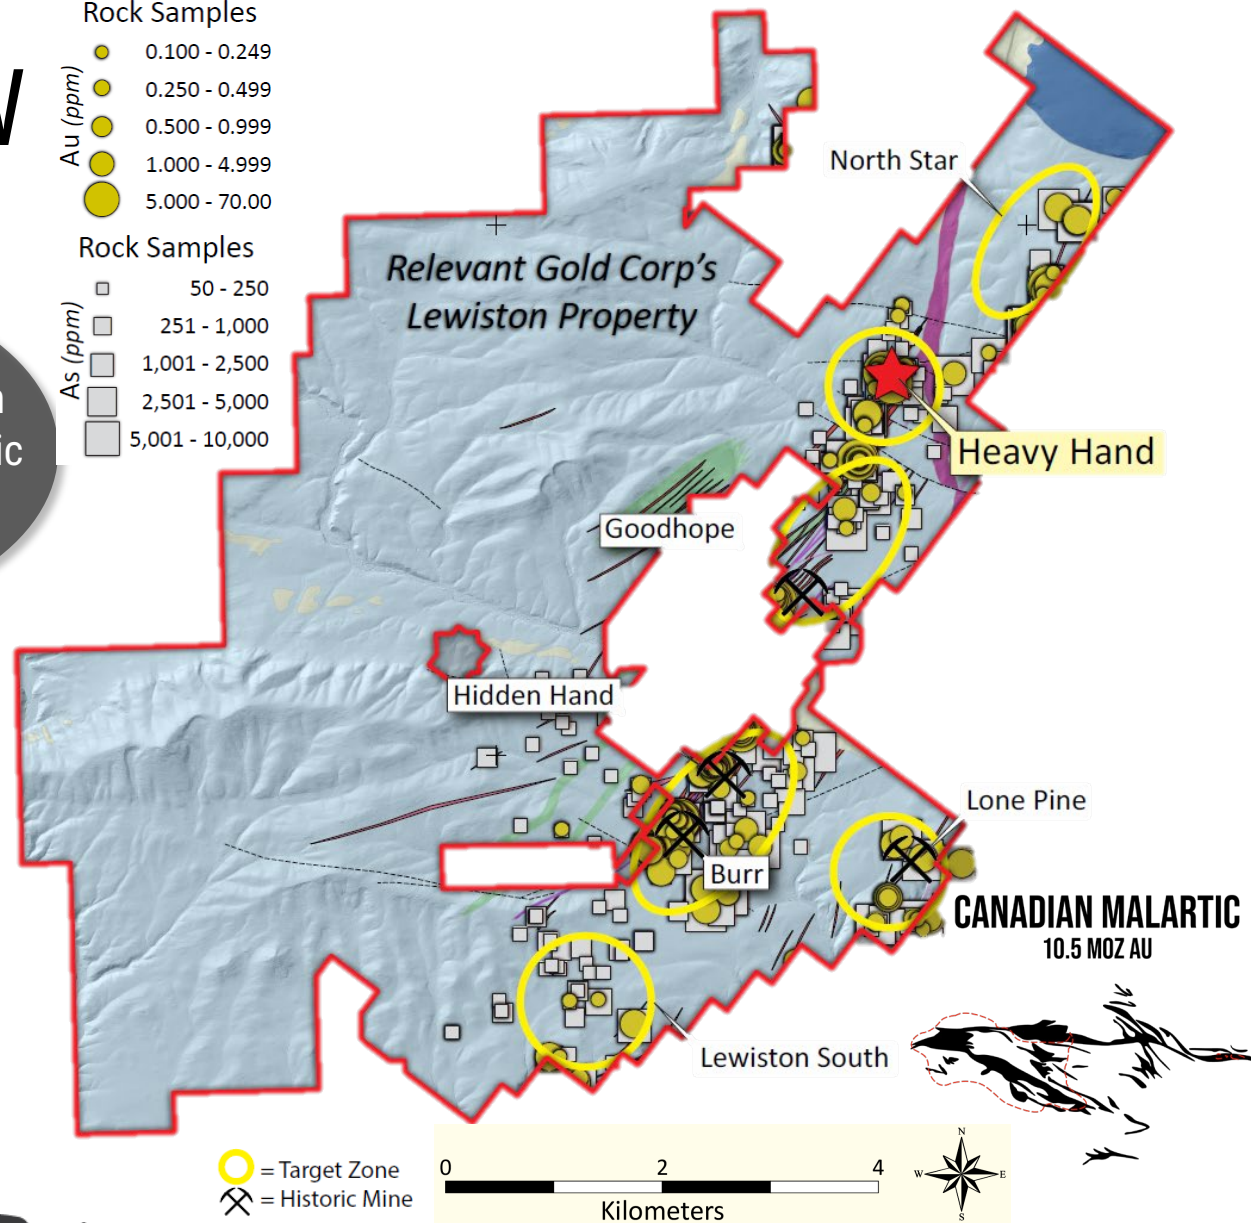 Rock Samples
Au (ppm)
0.100 - 0.249
0.250 - 0.499
0.500 - 0.999
1.000 - 4.999
5.000 - 70.00
Rock Samples
As (ppm)
50 - 250
251 - 1,000
1,001 - 2,500
2,501 - 5,000
5,001 - 10,000
ic
North Star
Relevant Gold Corp's
Lewiston Property
Heavy Hand
Goodhope
Hidden Hand
Lone Pine
Burr
CANADIAN MALARTIC
10.5 MOZ AU
Lewiston South
= Target Zone
= Historic Mine
0 2 4
Kilometers
N
W E
S